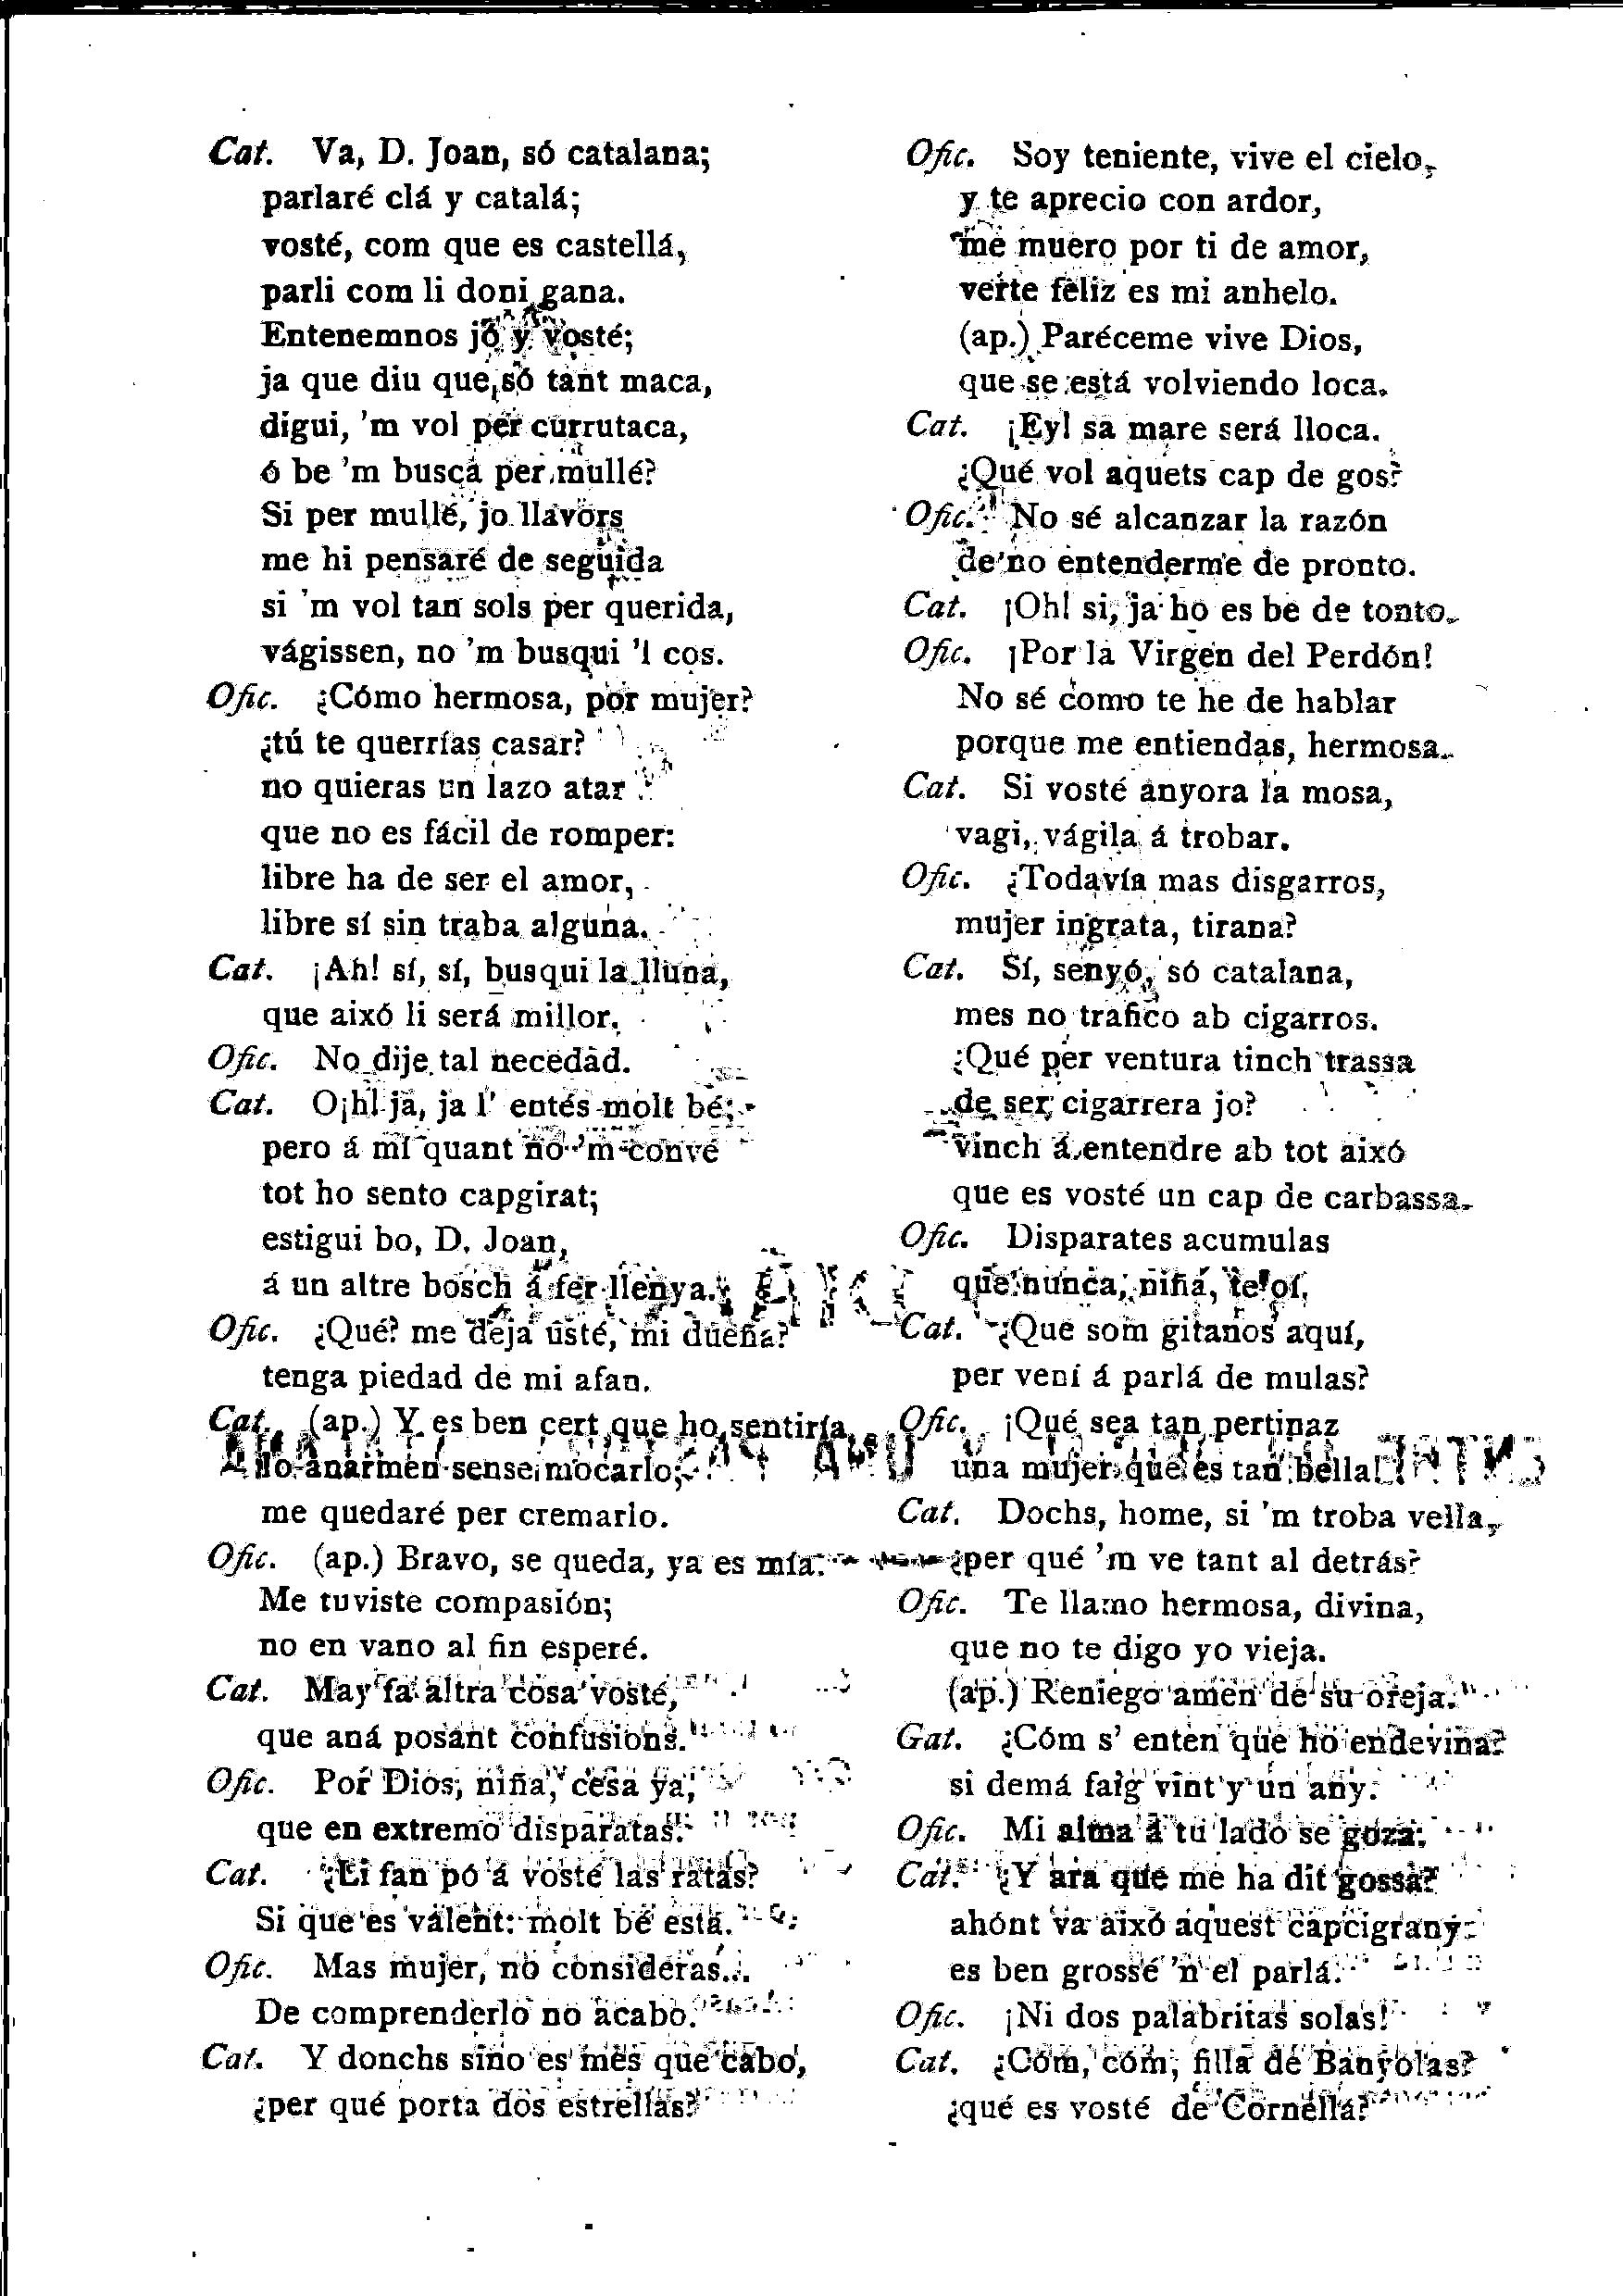 Cat. Va, D. Joan, só catalana;
parlaré clá y catalá;
vosté, com que es castellá,
parli com li doni gana.
Entenemnos jo y vosté;
ja que diu que só tant maca,
digui, 'm vol per currutaca,
ó be 'm busca per mullé?
Si per mullé, jo llavors
me hi pensaré de seguida
si 'm vol tan sols per querida,
vágissen, no 'm busqui 'l cos.
Ofic. ¿Cómo hermosa, por mujer?
¿tú te querrías casar?
no quieras un lazo atar
que no es fácil de romper:
libre ha de ser el amor,
libre sí sin traba alguna.
Cat. ¡Ah! sí, sí, busqui la lluna,
que aixó li será millor.
Ofic. No dije tal necedad.
Cat. O¡h! ja, ja l' entés molt bé;
pero á mí quant no 'm convé
tot ho sento capgirat;
estigui bo, D. Joan,
á un altre bosch á fer llenya.
Ofic. ¿Qué? me deja usté, mi dueña?
tenga piedad de mi afan.
Cat. (ap.) Y es ben cert que ho sentiría
no anarmen sense mocarlo;
me quedaré per cremarlo.
Ofic. (ap.) Bravo, se queda, ya es mía.
Me tuviste compasión;
no en vano al fin esperé.
Cat. May fa altra cosa vosté,
que aná posant confusions.
Ofic. Por Dios, niña, cesa ya,
que en extremo disparatas.
Cat. ¿Li fan pó á vosté las ratas?
Si que es valent: molt bé está.
Ofic. Mas mujer, no consideras...
De comprenderlo no acabo.
Cat. Y donchs sino es més que cabo,
¿per qué porta dos estrellas?
Ofic. Soy teniente, vive el cielo,
y te aprecio con ardor,
me muero por ti de amor,
verte feliz es mi anhelo.
(ap.) Paréceme vive Dios,
que se está volviendo loca.
Cat. ¡Ey! sa mare será lloca.
¿Qué vol aquets cap de gos?
Ofic. No sé alcanzar la razón
de no entenderme de pronto.
Cat. ¡Oh! si, ja ho es be de tonto.
Ofic. ¡Por la Virgen del Perdón!
No sé como te he de hablar
porque me entiendas, hermosa.
Cat. Si vosté anyora la mosa,
vagi, vágila á trobar.
Ofic. ¿Todavía mas disgarros,
mujer ingrata, tirana?
Cat. Sí, senyó, só catalana,
mes no trafico ab cigarros.
¿Qué per ventura tinch trassa
de ser cigarrera jo?
vinch á entendre ab tot aixó
que es vosté un cap de carbassa.
Ofic. Disparates acumulas
que nunca, niña, te oí.
Cat. ¿Que som gitanos aquí,
per vení á parlá de mulas?
Ofic. ¡Qué sea tan pertinaz
una mujer que es tan bella
Cat. Dochs, home, si 'm troba vella,
¿per qué 'm ve tant al detrás?
Ofic. Te llamo hermosa, divina,
que no te digo yo vieja.
(ap.) Reniego amen de su oreja.
Gat. ¿Cóm s' enten que ho endevina?
si demá faig vint y un any.
Ofic. Mi alma á tu lado se goza.
Cat. ¿Y ara que me ha dit gossa?
ahónt va aixó aquest capcigrany
es ben grossé 'n el parlá.
Ofic. ¡Ni dos palabritas solas!
Cat. ¿Cóm, cóm, filla de Banyolas?
¿qué es vosté de Cornellá?